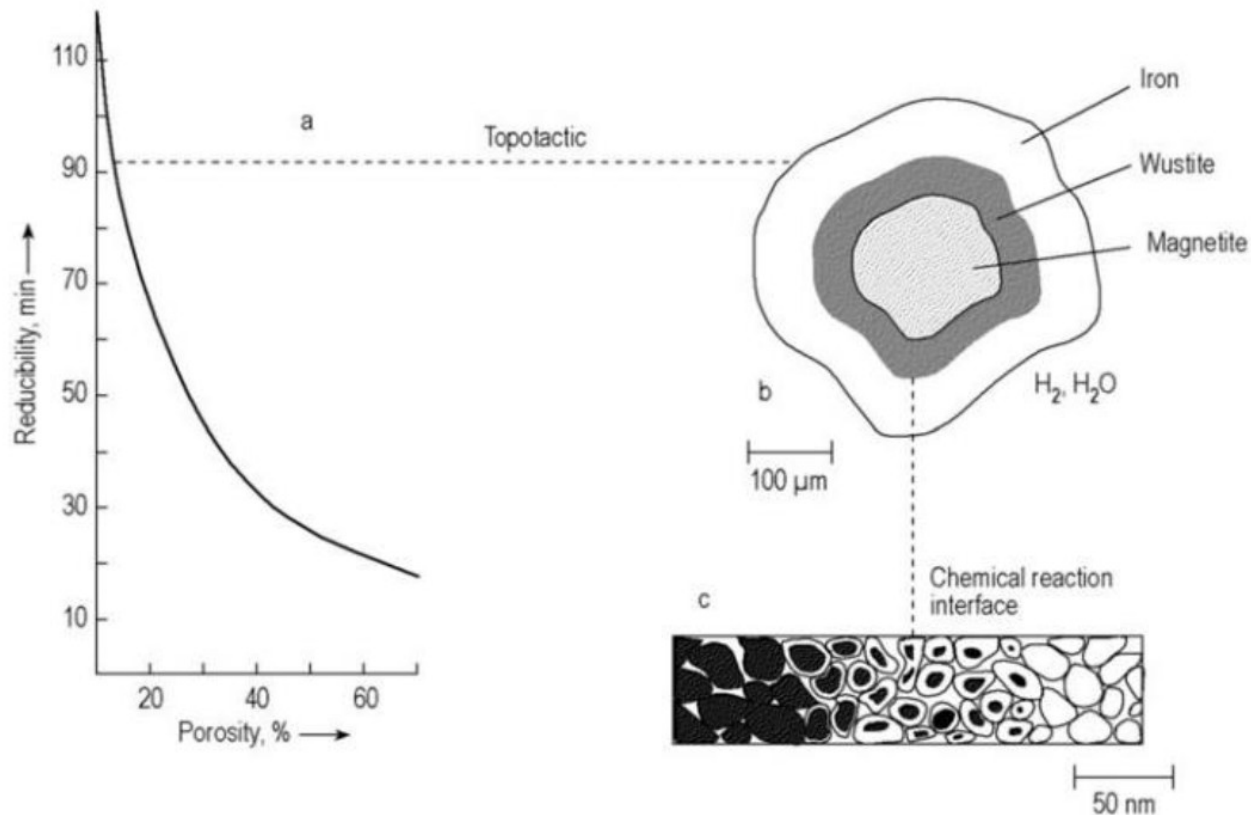 110
90
70
50
30
10
Reducibility, min
20
40
60
Porosity, %
a
Topotactic
Iron
Wustite
Magnetite
H₂, H₂O
b
100 µm
Chemical reaction
interface
c
50 nm